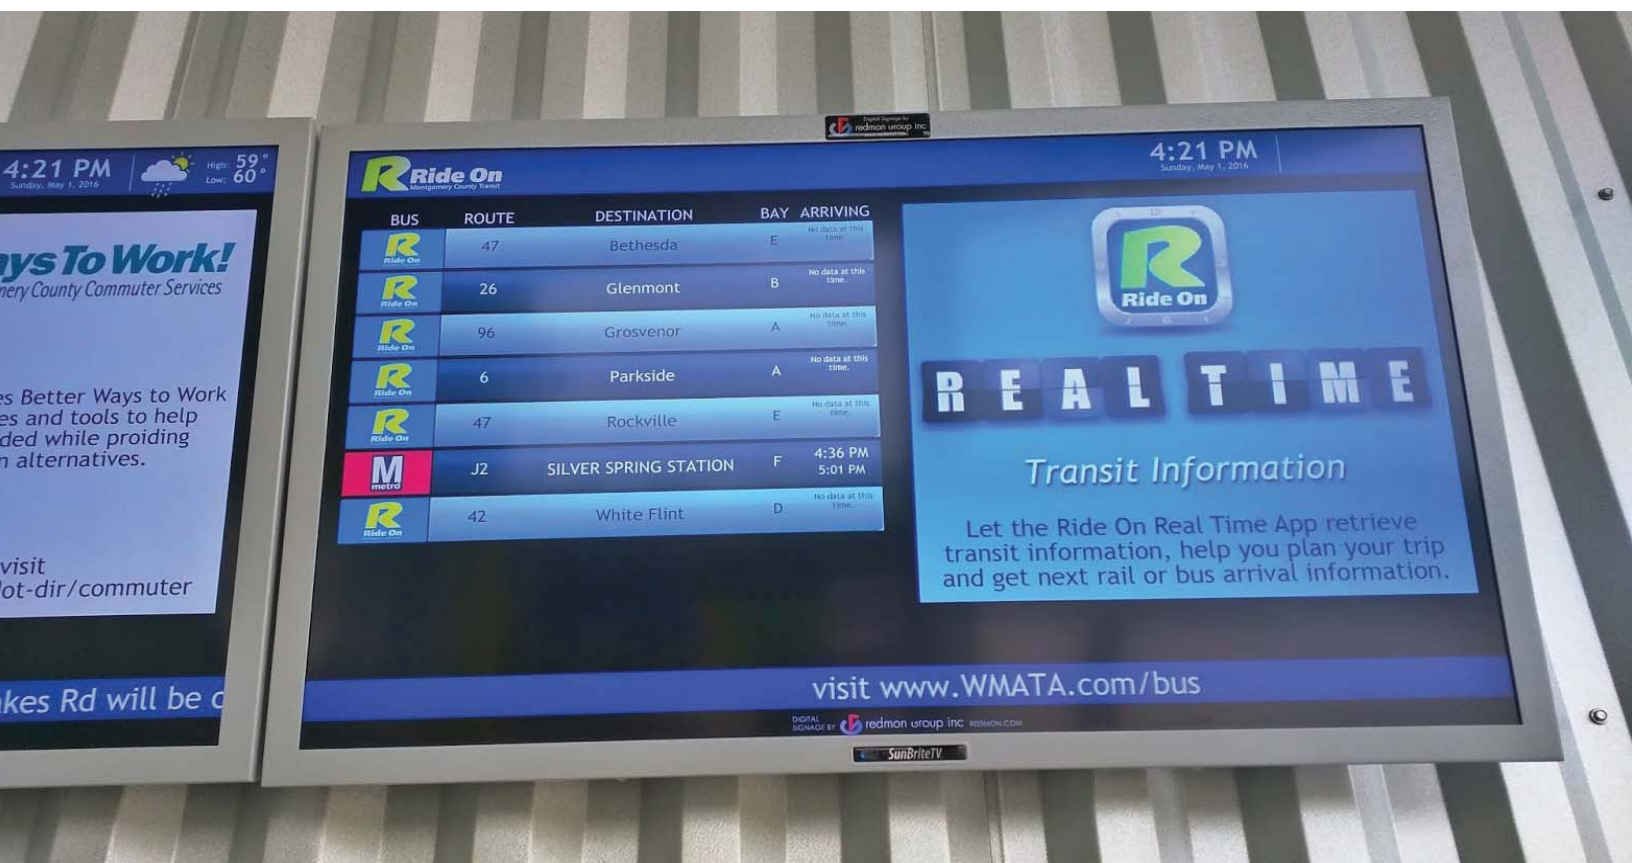 4:21 PM
Sunday, May 1, 2016
High: 59°
Low: 60°
ays To Work!
mery County Commuter Services
es Better Ways to Work
es and tools to help
ded while proiding
n alternatives.
visit
ot-dir/commuter
akes Rd will be c
Digital Signage by
redmon group inc
R Ride On
Montgomery County Transit
4:21 PM
Sunday, May 1, 2016
BUS ROUTE DESTINATION BAY ARRIVING
R Ride On 47 Bethesda E No data at this
time.
R Ride On 26 Glenmont B No data at this
time.
R Ride On 96 Grosvenor A No data at this
time.
R Ride On 6 Parkside A No data at this
time.
R Ride On 47 Rockville E No data at this
time.
M metro J2 SILVER SPRING STATION F 4:36 PM
5:01 PM
R Ride On 42 White Flint D No data at this
time.
R
Ride On
REAL TIME
Transit Information
Let the Ride On Real Time App retrieve
transit information, help you plan your trip
and get next rail or bus arrival information.
visit www.WMATA.com/bus
DIGITAL
SIGNAGE BY redmon group inc REDMON.COM
SunBriteTV